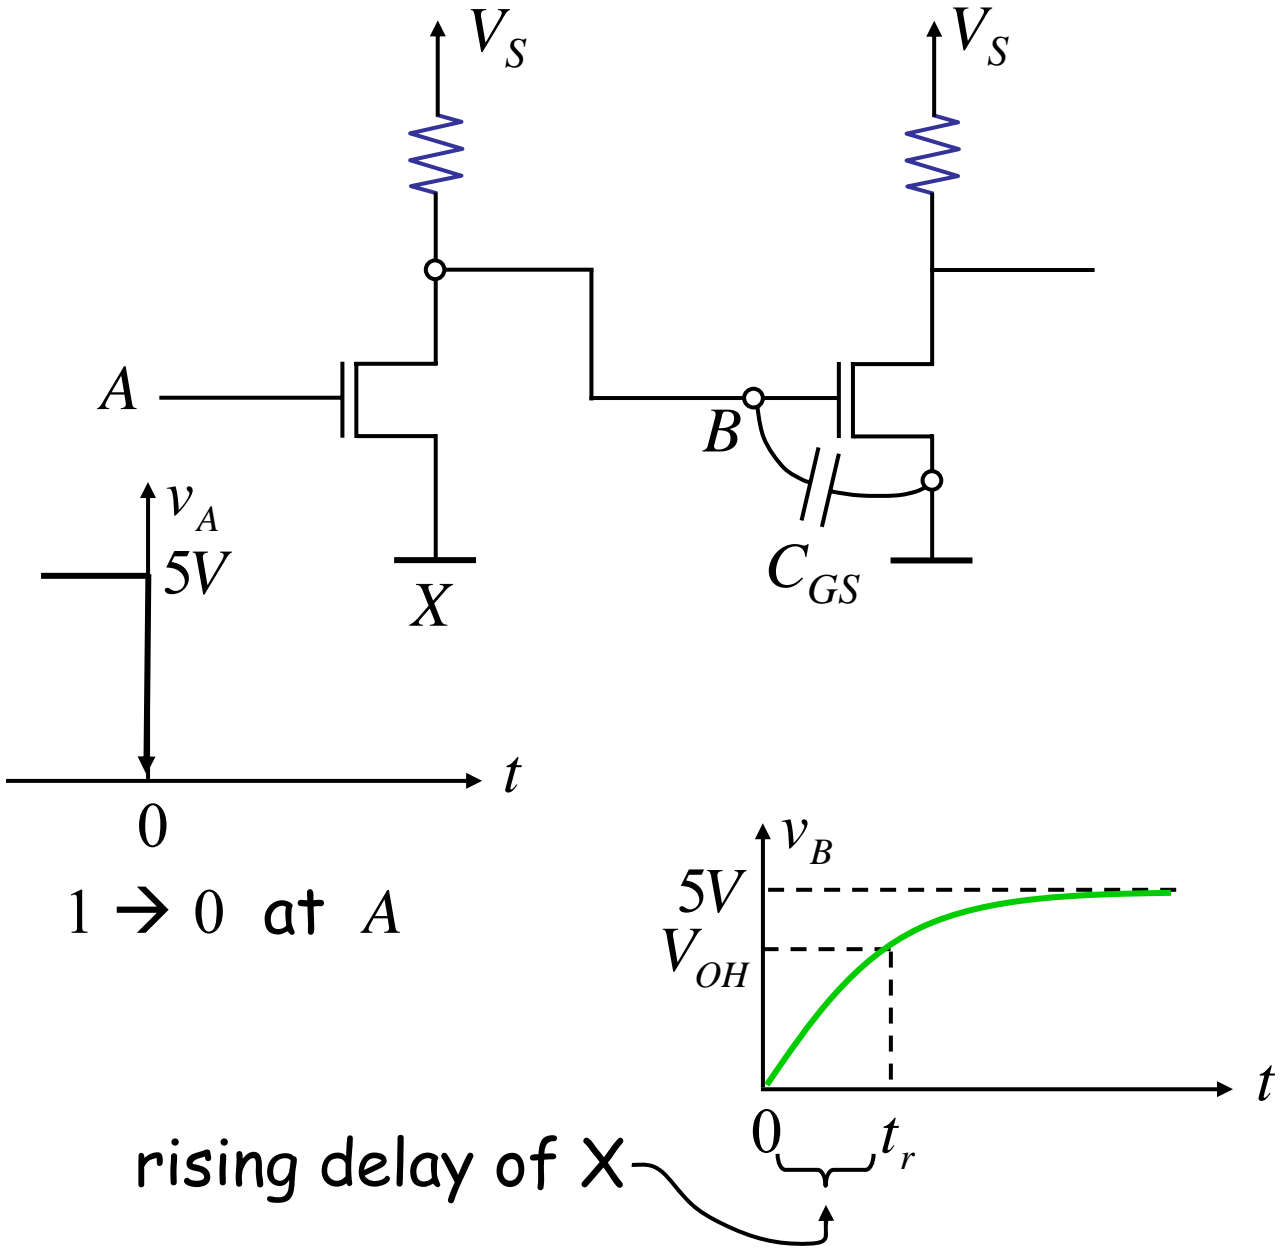 V_S
V_S
A
B
C_GS
X
v_A
5V
t
0
1 → 0 at A
v_B
5V
V_OH
t
0
t_r
rising delay of X